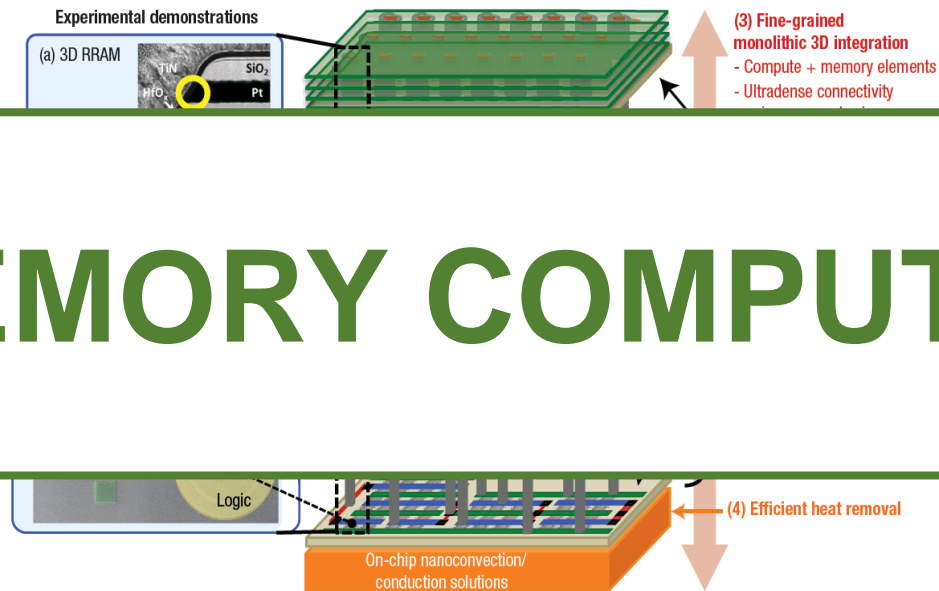 Experimental demonstrations
(a) 3D RRAM
TiN
SiO2
HfOx
Pt
(3) Fine-grained
monolithic 3D integration
- Compute + memory elements
- Ultradense connectivity
EMORY COMPUT
Logic
(4) Efficient heat removal
On-chip nanoconvection/
conduction solutions